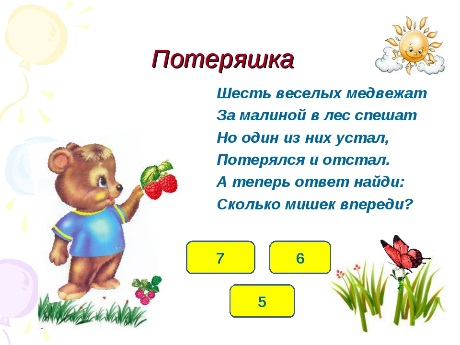 Потеряшка
Шесть веселых медвежат
За малиной в лес спешат
Но один из них устал,
Потерялся и отстал.
А теперь ответ найди:
Сколько мишек впереди?
7
6
5